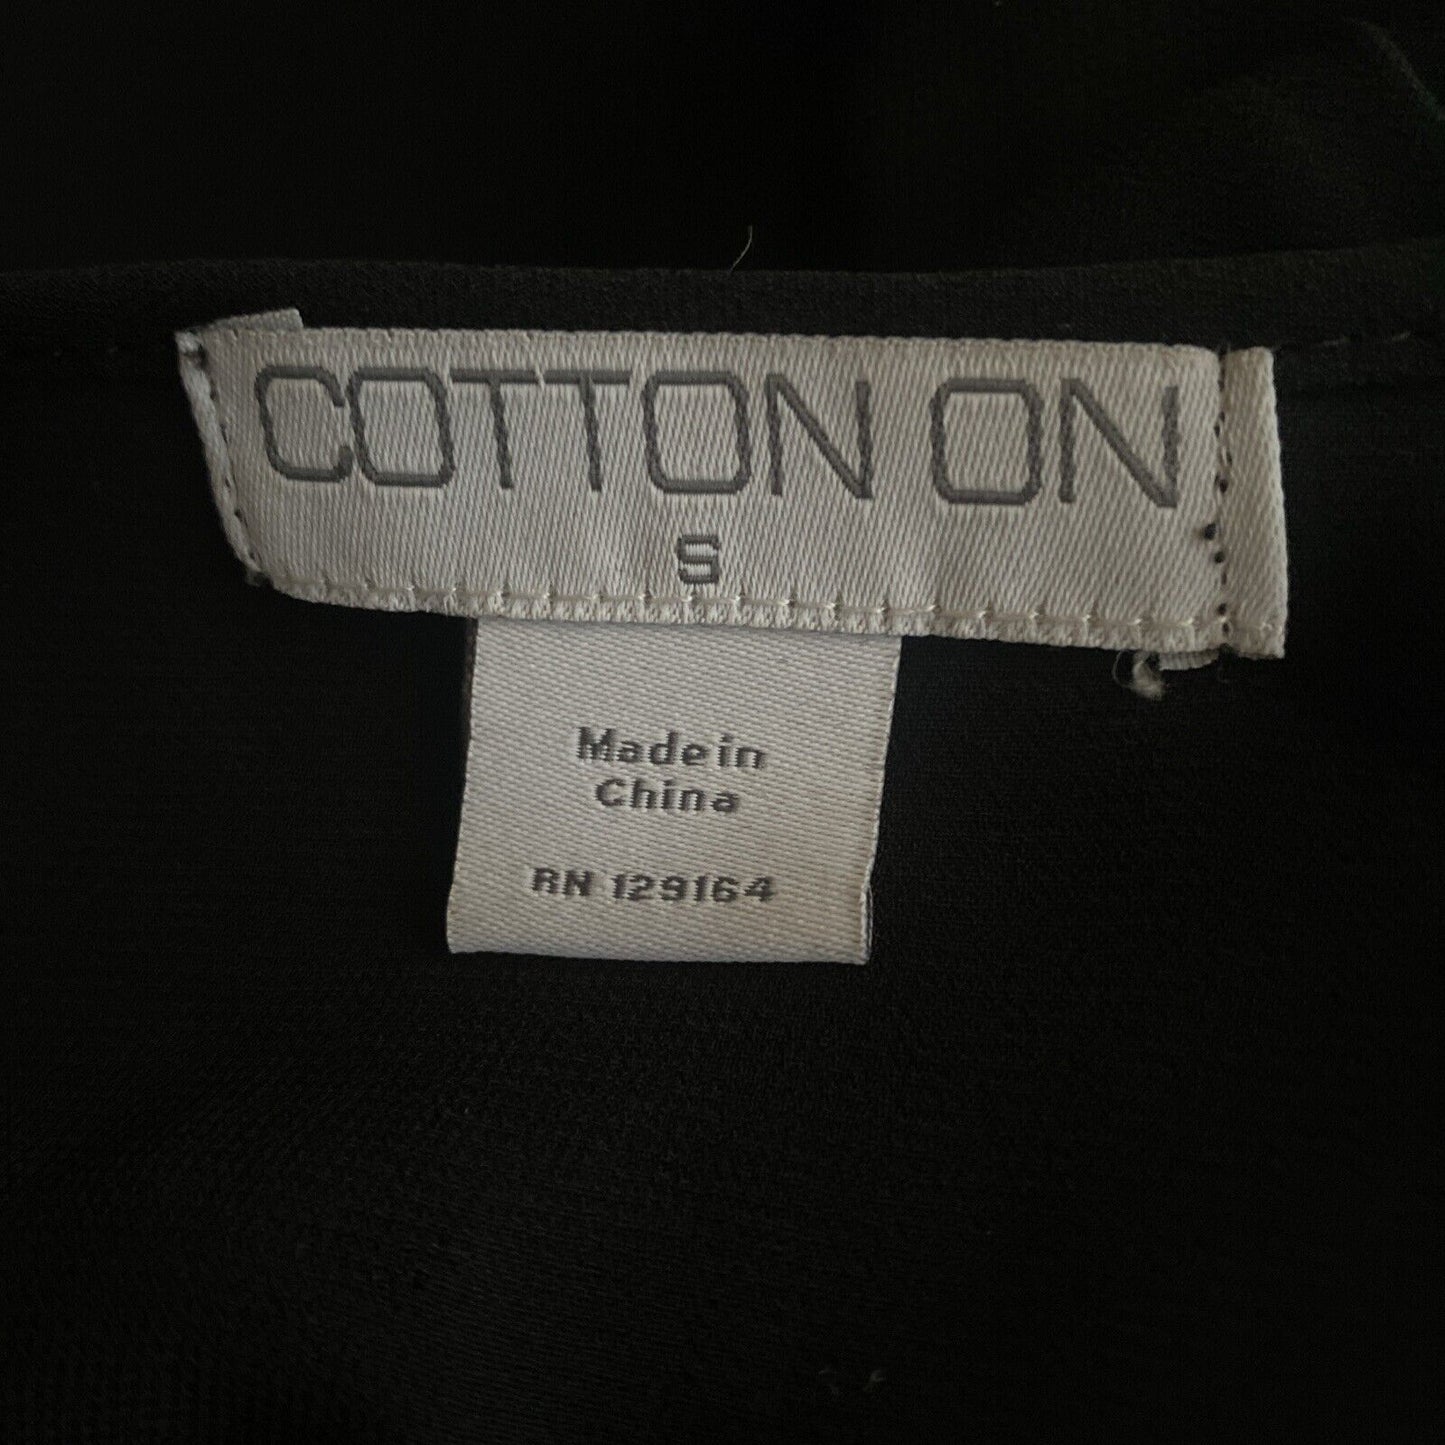 COTTON ON
S
Made in
China
RN 129164